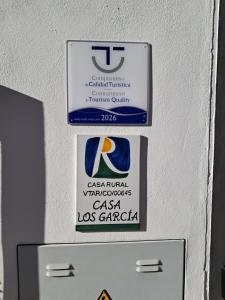 Compromiso
de Calidad Turística
Commitment
to Tourism Quality
2026
R
CASA RURAL
VTAR/CO/00645
CASA
LOS GARCÍA